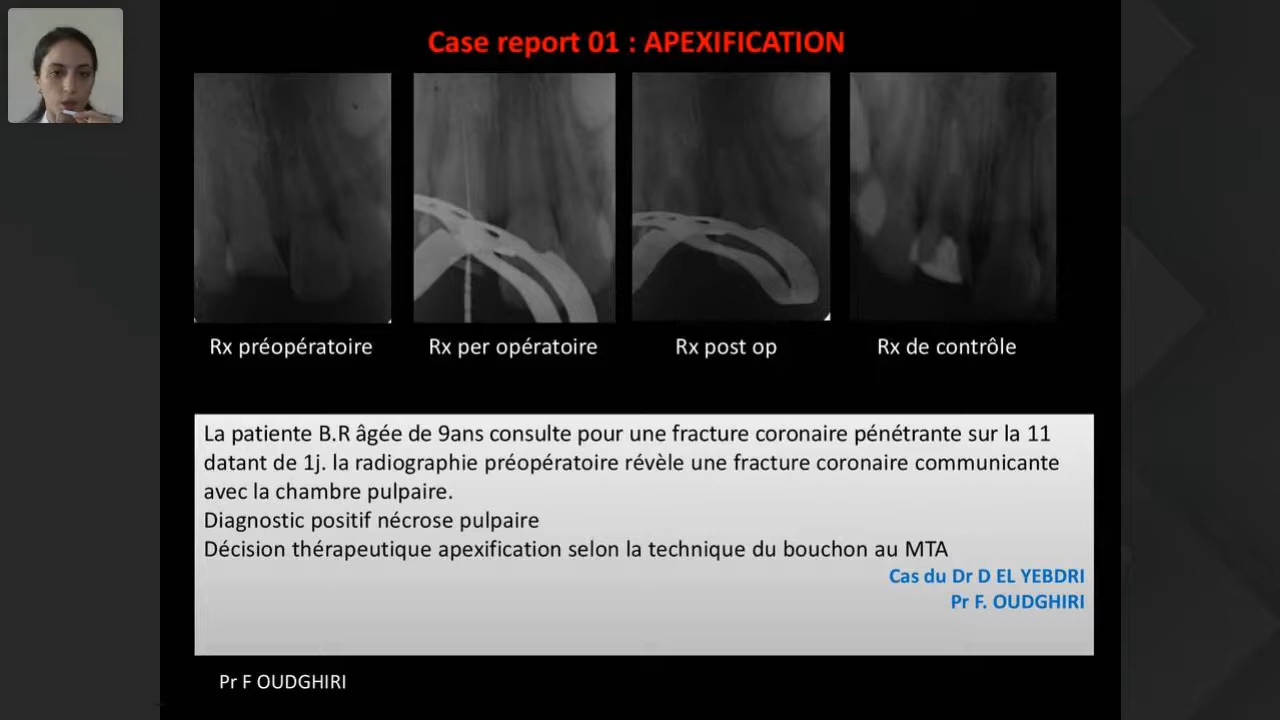 Case report 01 : APEXIFICATION
Rx préopératoire
Rx per opératoire
Rx post op
Rx de contrôle
La patiente B.R âgée de 9ans consulte pour une fracture coronaire pénétrante sur la 11
datant de 1j. la radiographie préopératoire révèle une fracture coronaire communicante
avec la chambre pulpaire.
Diagnostic positif nécrose pulpaire
Décision thérapeutique apexification selon la technique du bouchon au MTA
Cas du Dr D EL YEBDRI
Pr F. OUDGHIRI
Pr F OUDGHIRI